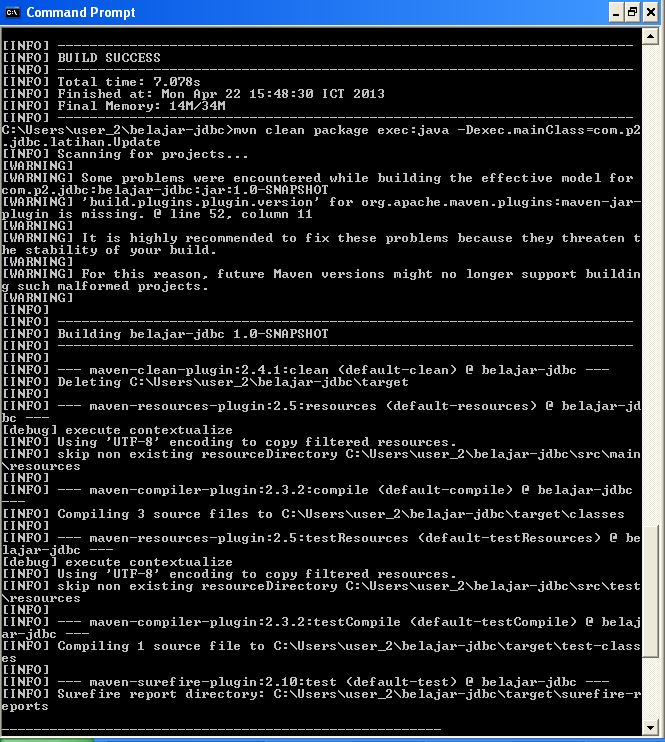 Command Prompt
[INFO] ------------------------------------------------------------------------
[INFO] BUILD SUCCESS
[INFO] ------------------------------------------------------------------------
[INFO] Total time: 7.078s
[INFO] Finished at: Mon Apr 22 15:48:30 ICT 2013
[INFO] Final Memory: 14M/34M
[INFO] ------------------------------------------------------------------------
C:\Users\user_2\belajar-jdbc>mvn clean package exec:java -Dexec.mainClass=com.p2
.jdbc.latihan.Update
[INFO] Scanning for projects...
[WARNING]
[WARNING] Some problems were encountered while building the effective model for
com.p2.jdbc:belajar-jdbc:jar:1.0-SNAPSHOT
[WARNING] 'build.plugins.plugin.version' for org.apache.maven.plugins:maven-jar-
plugin is missing. @ line 52, column 11
[WARNING]
[WARNING] It is highly recommended to fix these problems because they threaten t
he stability of your build.
[WARNING]
[WARNING] For this reason, future Maven versions might no longer support buildin
g such malformed projects.
[WARNING]
[INFO]
[INFO] ------------------------------------------------------------------------
[INFO] Building belajar-jdbc 1.0-SNAPSHOT
[INFO] ------------------------------------------------------------------------
[INFO]
[INFO] --- maven-clean-plugin:2.4.1:clean (default-clean) @ belajar-jdbc ---
[INFO] Deleting C:\Users\user_2\belajar-jdbc\target
[INFO]
[INFO] --- maven-resources-plugin:2.5:resources (default-resources) @ belajar-jd
bc ---
[debug] execute contextualize
[INFO] Using 'UTF-8' encoding to copy filtered resources.
[INFO] skip non existing resourceDirectory C:\Users\user_2\belajar-jdbc\src\main
\resources
[INFO]
[INFO] --- maven-compiler-plugin:2.3.2:compile (default-compile) @ belajar-jdbc
---
[INFO] Compiling 3 source files to C:\Users\user_2\belajar-jdbc\target\classes
[INFO]
[INFO] --- maven-resources-plugin:2.5:testResources (default-testResources) @ be
lajar-jdbc ---
[debug] execute contextualize
[INFO] Using 'UTF-8' encoding to copy filtered resources.
[INFO] skip non existing resourceDirectory C:\Users\user_2\belajar-jdbc\src\test
\resources
[INFO]
[INFO] --- maven-compiler-plugin:2.3.2:testCompile (default-testCompile) @ belaj
ar-jdbc ---
[INFO] Compiling 1 source file to C:\Users\user_2\belajar-jdbc\target\test-class
es
[INFO]
[INFO] --- maven-surefire-plugin:2.10:test (default-test) @ belajar-jdbc ---
[INFO] Surefire report directory: C:\Users\user_2\belajar-jdbc\target\surefire-r
eports
-------------------------------------------------------